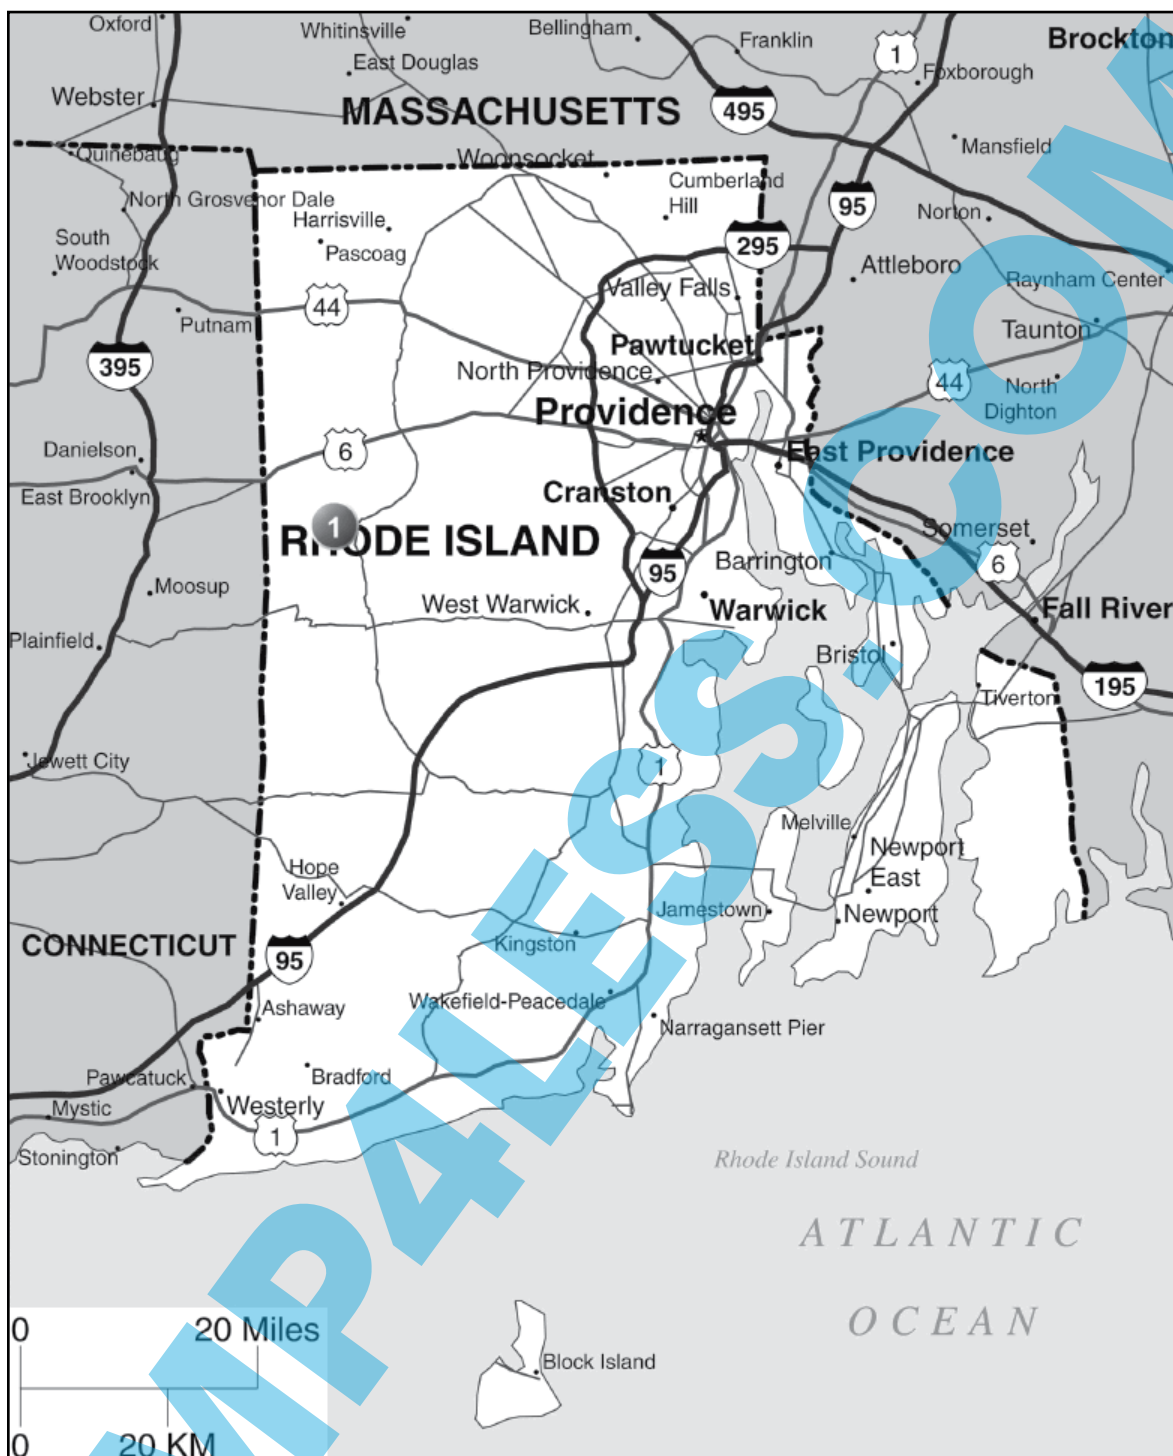 Oxford
Whitinsville
Bellingham
Franklin
1
Brockton
East Douglas
Foxborough
Webster
MASSACHUSETTS
495
Mansfield
Quinebaug
Woonsocket
Cumberland
Hill
North Grosvenor Dale
Harrisville
95
Norton
South
Woodstock
Pascoag
295
Attleboro
Raynham Center
Valley Falls
44
Putnam
Taunton
Pawtucket
395
North Providence
44
North
Dighton
Providence
6
Danielson
East Providence
East Brooklyn
Cranston
1
RHODE ISLAND
Somerset
Barrington
6
95
Moosup
West Warwick
Warwick
Fall River
Plainfield
Bristol
195
Tiverton
Jewett City
1
Melville
Newport
East
Hope
Valley
Jamestown
Newport
CONNECTICUT
Kingston
95
Wakefield-Peacedale
Ashaway
Narragansett Pier
Pawcatuck
Bradford
Mystic
Westerly
1
Stonington
Rhode Island Sound
ATLANTIC
OCEAN
0 20 Miles
Block Island
0 20 KM
MP4LESS.COM